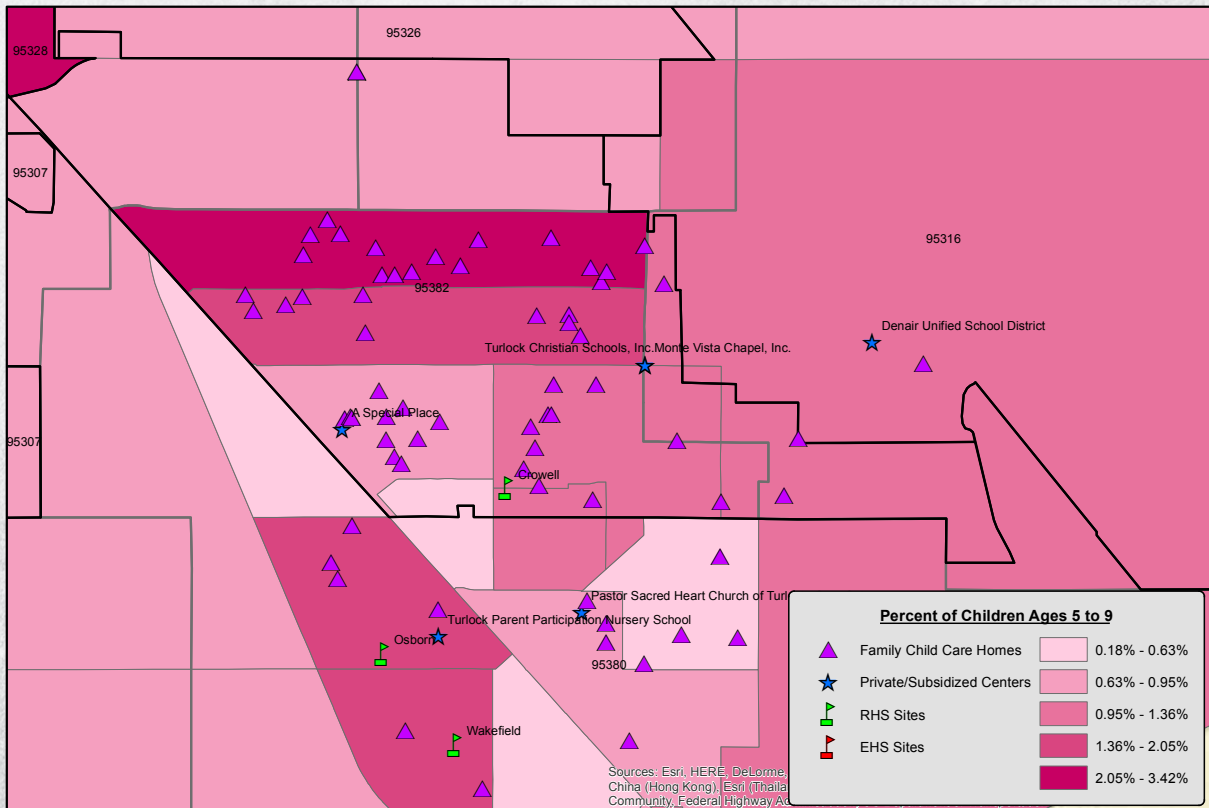 95326
95328
95307
95316
95382
Denair Unified School District
Turlock Christian Schools, Inc.Monte Vista Chapel, Inc.
A Special Place
95307
Crowell
Pastor Sacred Heart Church of Turl
Turlock Parent Participation Nursery School
Osborn
95380
Wakefield
Percent of Children Ages 5 to 9
Family Child Care Homes
0.18% - 0.63%
Private/Subsidized Centers
0.63% - 0.95%
RHS Sites
0.95% - 1.36%
EHS Sites
1.36% - 2.05%
2.05% - 3.42%
Sources: Esri, HERE, DeLorme,
China (Hong Kong), Esri (Thaila
Community, Federal Highway Ad